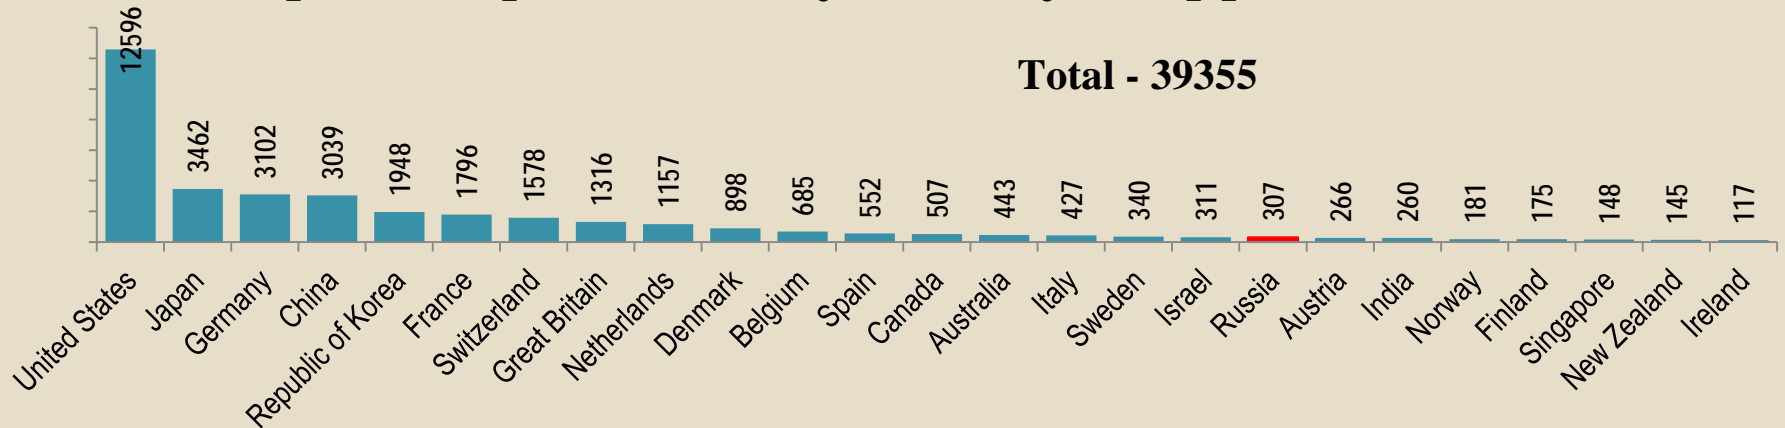 Total - 39355
12596
3462
3102
3039
1948
1796
1578
1316
1157
898
685
552
507
443
427
340
311
307
266
260
181
175
148
145
117
United States
Japan
Germany
China
Republic of Korea
France
Switzerland
Great Britain
Netherlands
Denmark
Belgium
Spain
Canada
Australia
Italy
Sweden
Israel
Russia
Austria
India
Norway
Finland
Singapore
New Zealand
Ireland